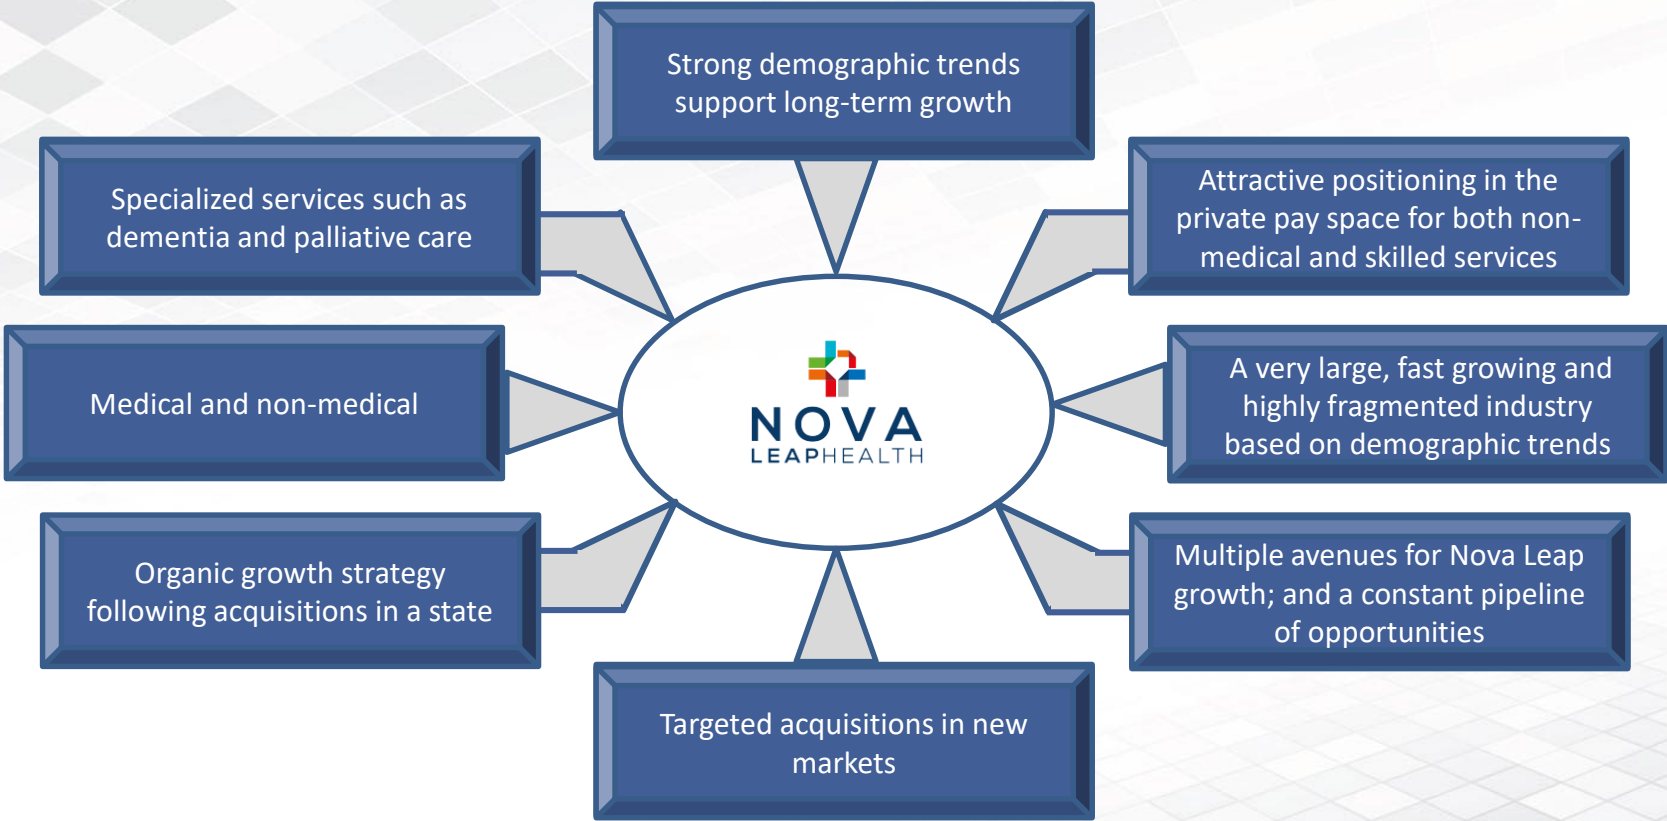 Strong demographic trends
support long-term growth
Specialized services such as
dementia and palliative care
Attractive positioning in the
private pay space for both non-
medical and skilled services
Medical and non-medical
NOVA
LEAPHEALTH
A very large, fast growing and
highly fragmented industry
based on demographic trends
Organic growth strategy
following acquisitions in a state
Multiple avenues for Nova Leap
growth; and a constant pipeline
of opportunities
Targeted acquisitions in new
markets